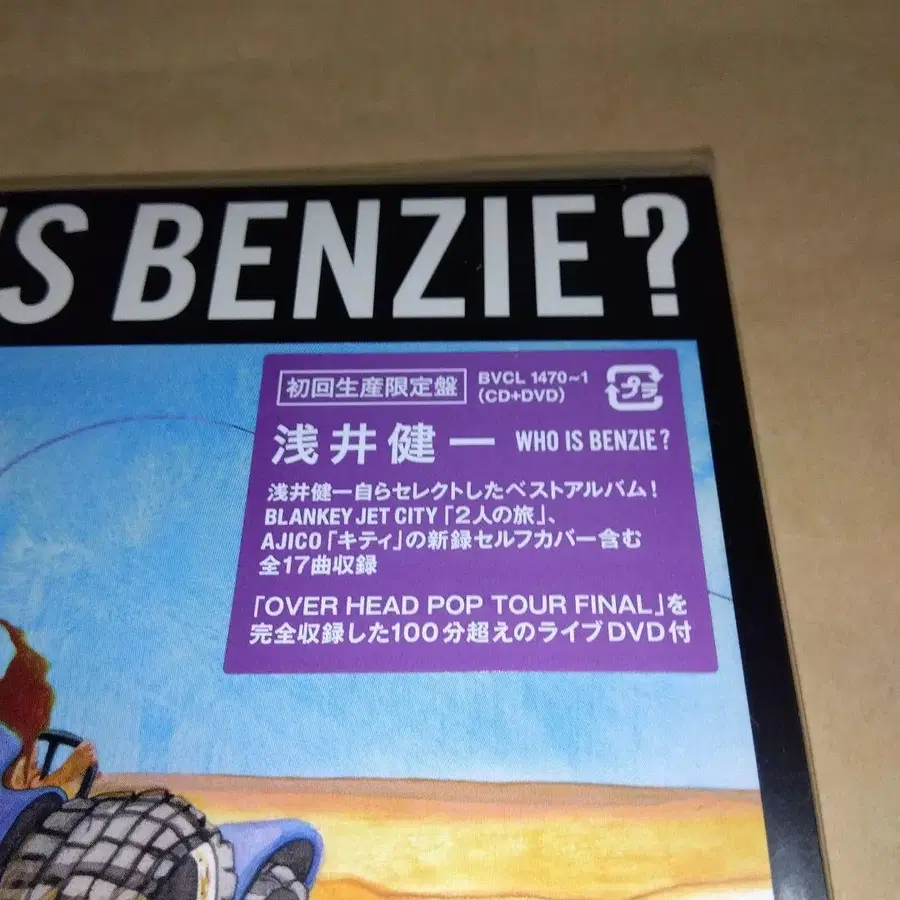 IS BENZIE?
初回生産限定盤
BVCL 1470~1
(CD+DVD)
プラ
浅井健一 WHO IS BENZIE?
浅井健一自らセレクトしたベストアルバム!
BLANKEY JET CITY「2人の旅」、
AJICO「キティ」の新録セルフカバー含む
全17曲収録
「OVER HEAD POP TOUR FINAL」を
完全収録した100分超えのライブDVD付